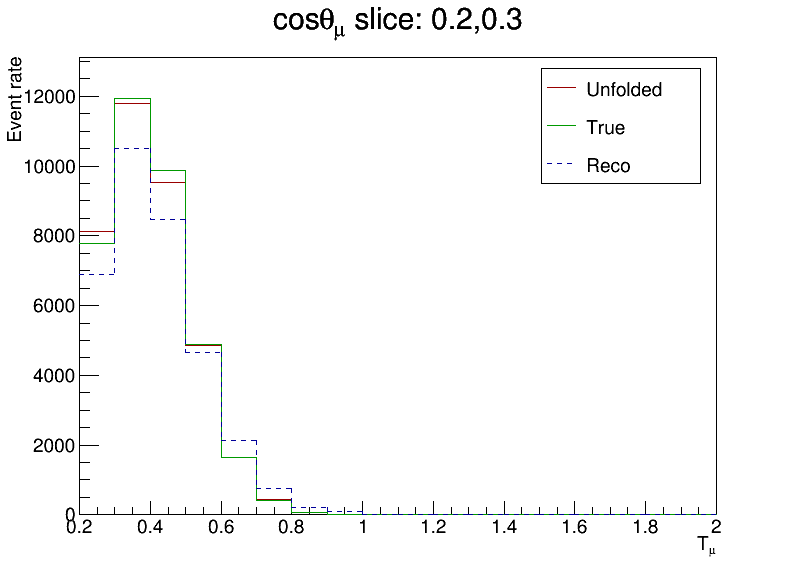 cosθμ slice: 0.2,0.3
Event rate
12000
10000
8000
6000
4000
2000
0
Unfolded
True
Reco
0.2 0.4 0.6 0.8 1 1.2 1.4 1.6 1.8 2
Tμ